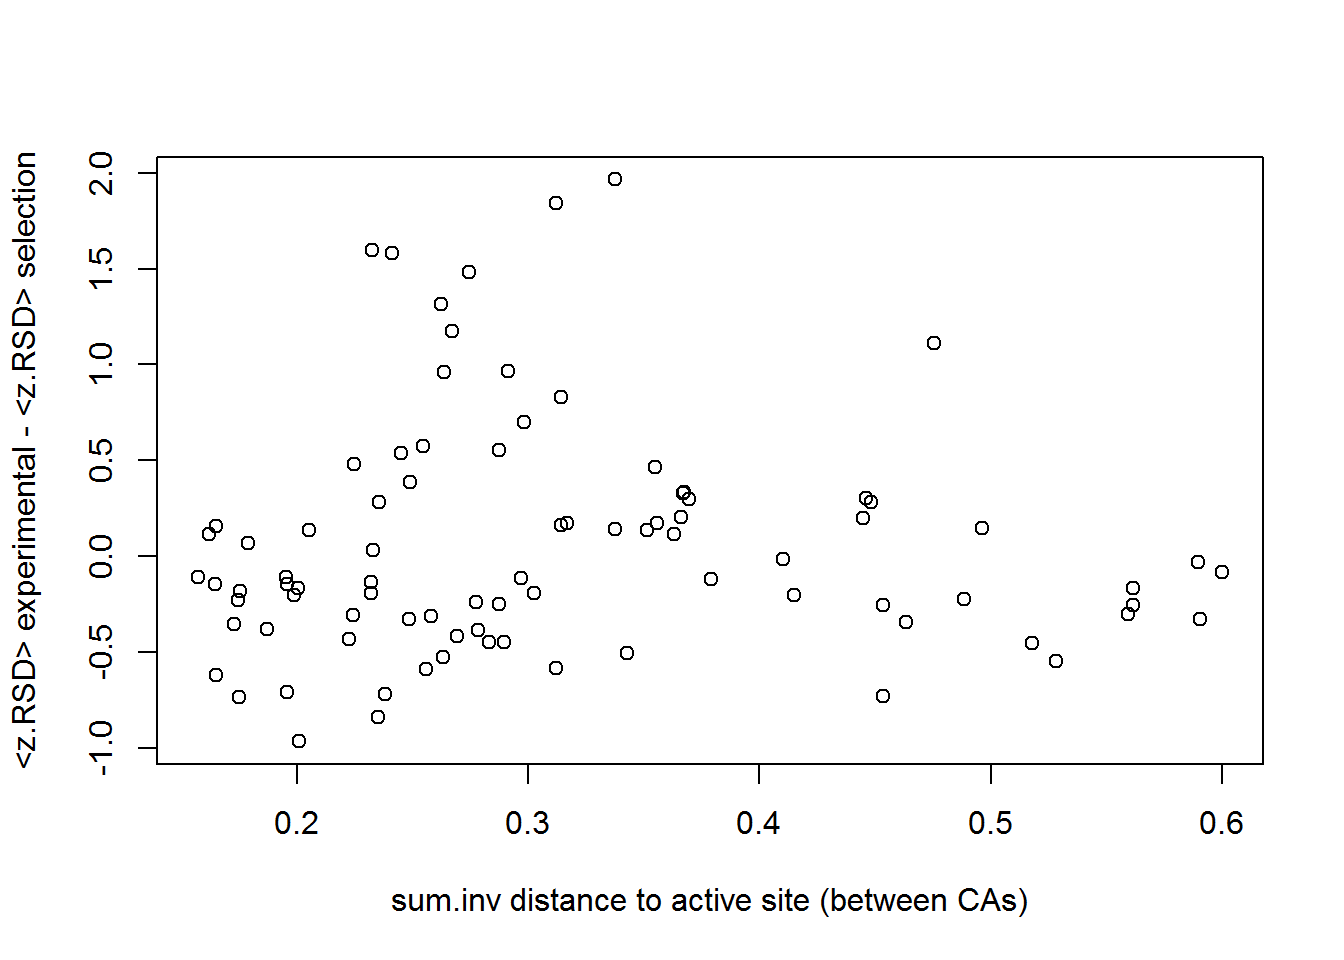 <z.RSD> experimental - <z.RSD> selection
2.0
1.5
1.0
0.5
0.0
-0.5
-1.0
0.2 0.3 0.4 0.5 0.6
sum.inv distance to active site (between CAs)